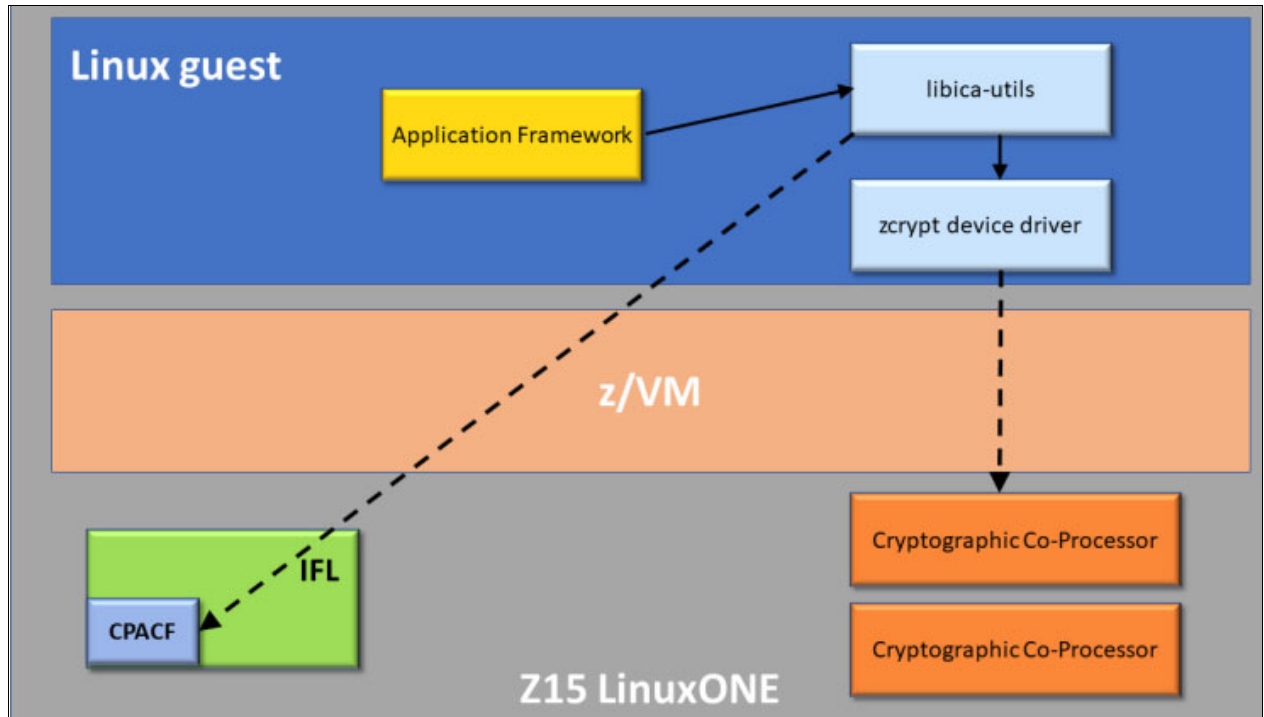 Linux guest
libica-utils
Application Framework
zcrypt device driver
z/VM
Cryptographic Co-Processor
IFL
CPACF
Cryptographic Co-Processor
Z15 LinuxONE